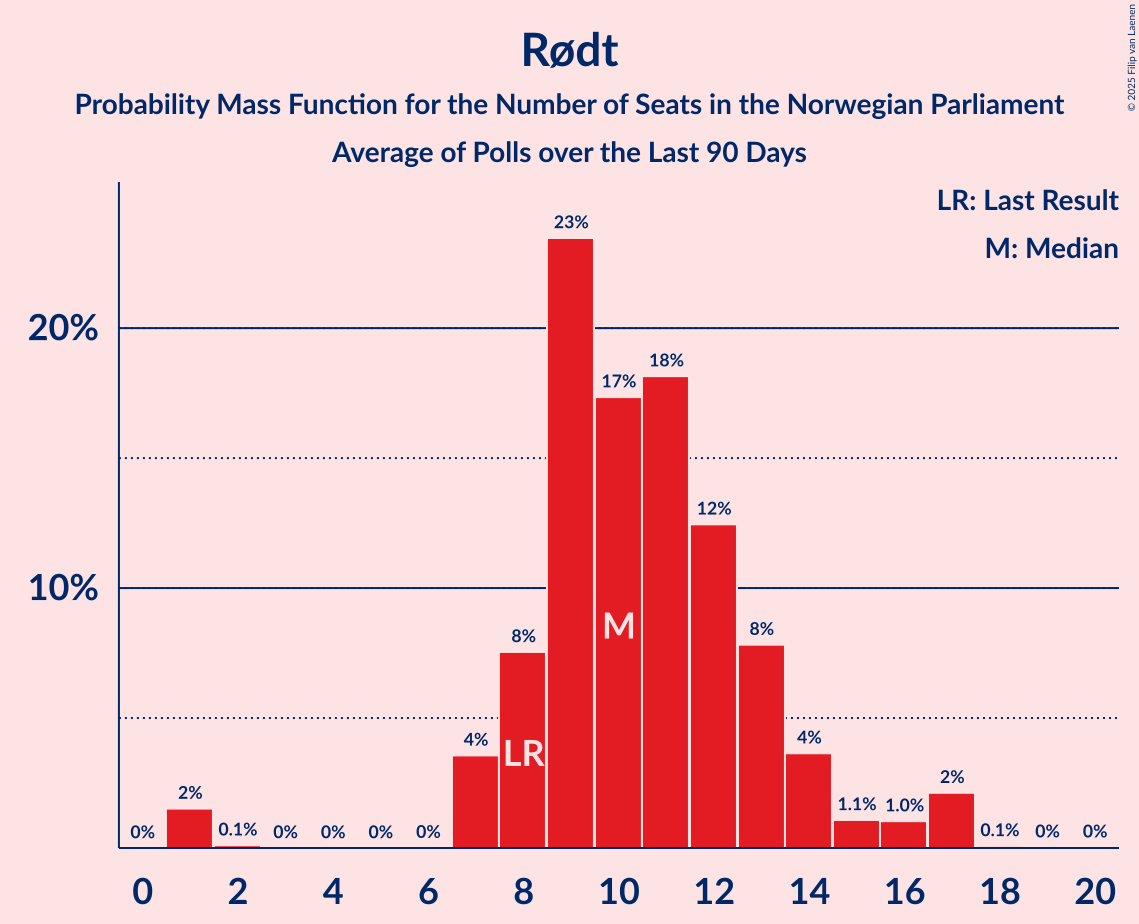 © 2025 Filip van Laenen
Rødt
Probability Mass Function for the Number of Seats in the Norwegian Parliament
Average of Polls over the Last 90 Days
LR: Last Result
M: Median
20%
10%
0%
2%
0.1%
0%
0%
0%
0%
4%
8%
23%
17%
18%
12%
8%
4%
1.1%
1.0%
2%
0.1%
0%
0%
M
LR
0 2 4 6 8 10 12 14 16 18 20